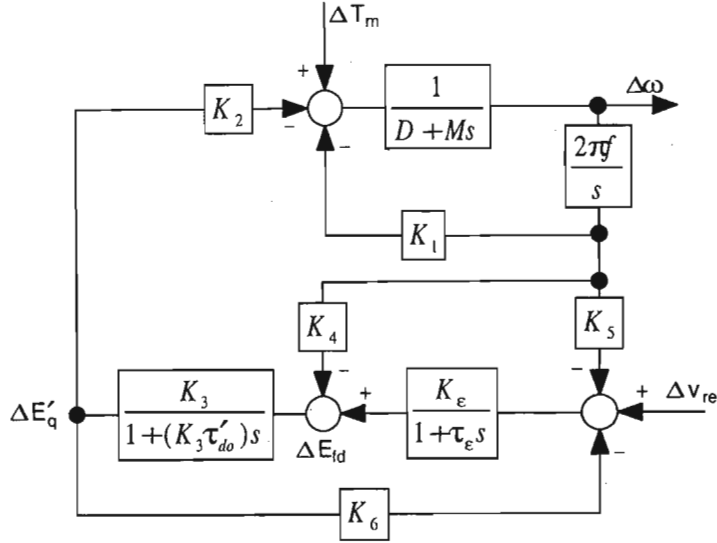 ΔT_m
+
K_2
−
−
1
D + Ms
Δω
2πf
s
K_1
K_4
K_5
−
−
ΔE'_q
K_3
1+(K_3τ'_do)s
+
ΔE_fd
K_ε
1+τ_ε s
+
Δv_re
−
K_6